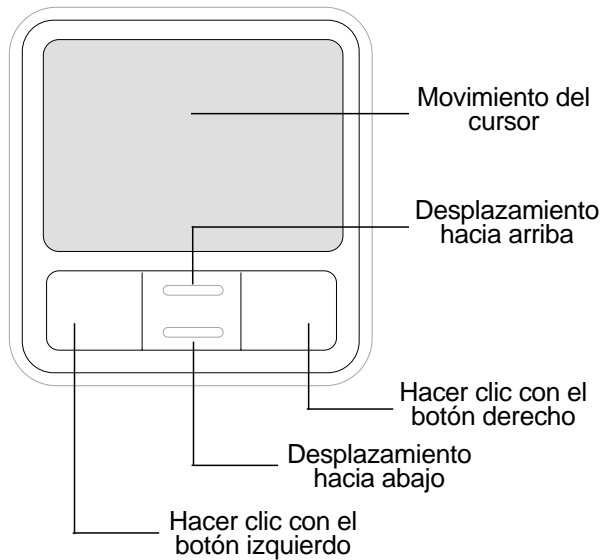 Movimiento del
cursor
Desplazamiento
hacia arriba
Hacer clic con el
botón derecho
Desplazamiento
hacia abajo
Hacer clic con el
botón izquierdo